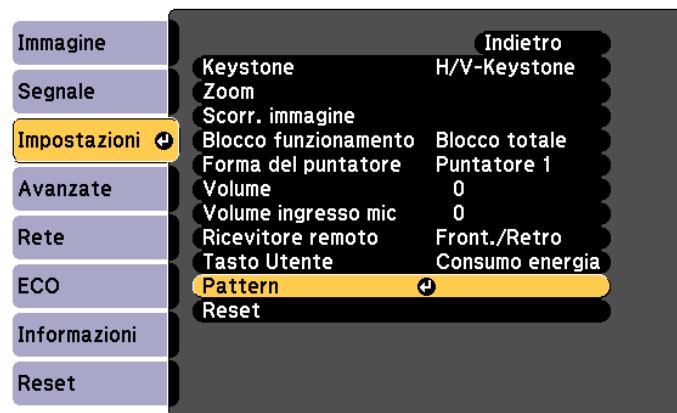 Immagine
Segnale
Impostazioni
Avanzate
Rete
ECO
Informazioni
Reset
Indietro
Keystone H/V-Keystone
Zoom
Scorr. immagine
Blocco funzionamento Blocco totale
Forma del puntatore Puntatore 1
Volume 0
Volume ingresso mic 0
Ricevitore remoto Front./Retro
Tasto Utente Consumo energia
Pattern
Reset